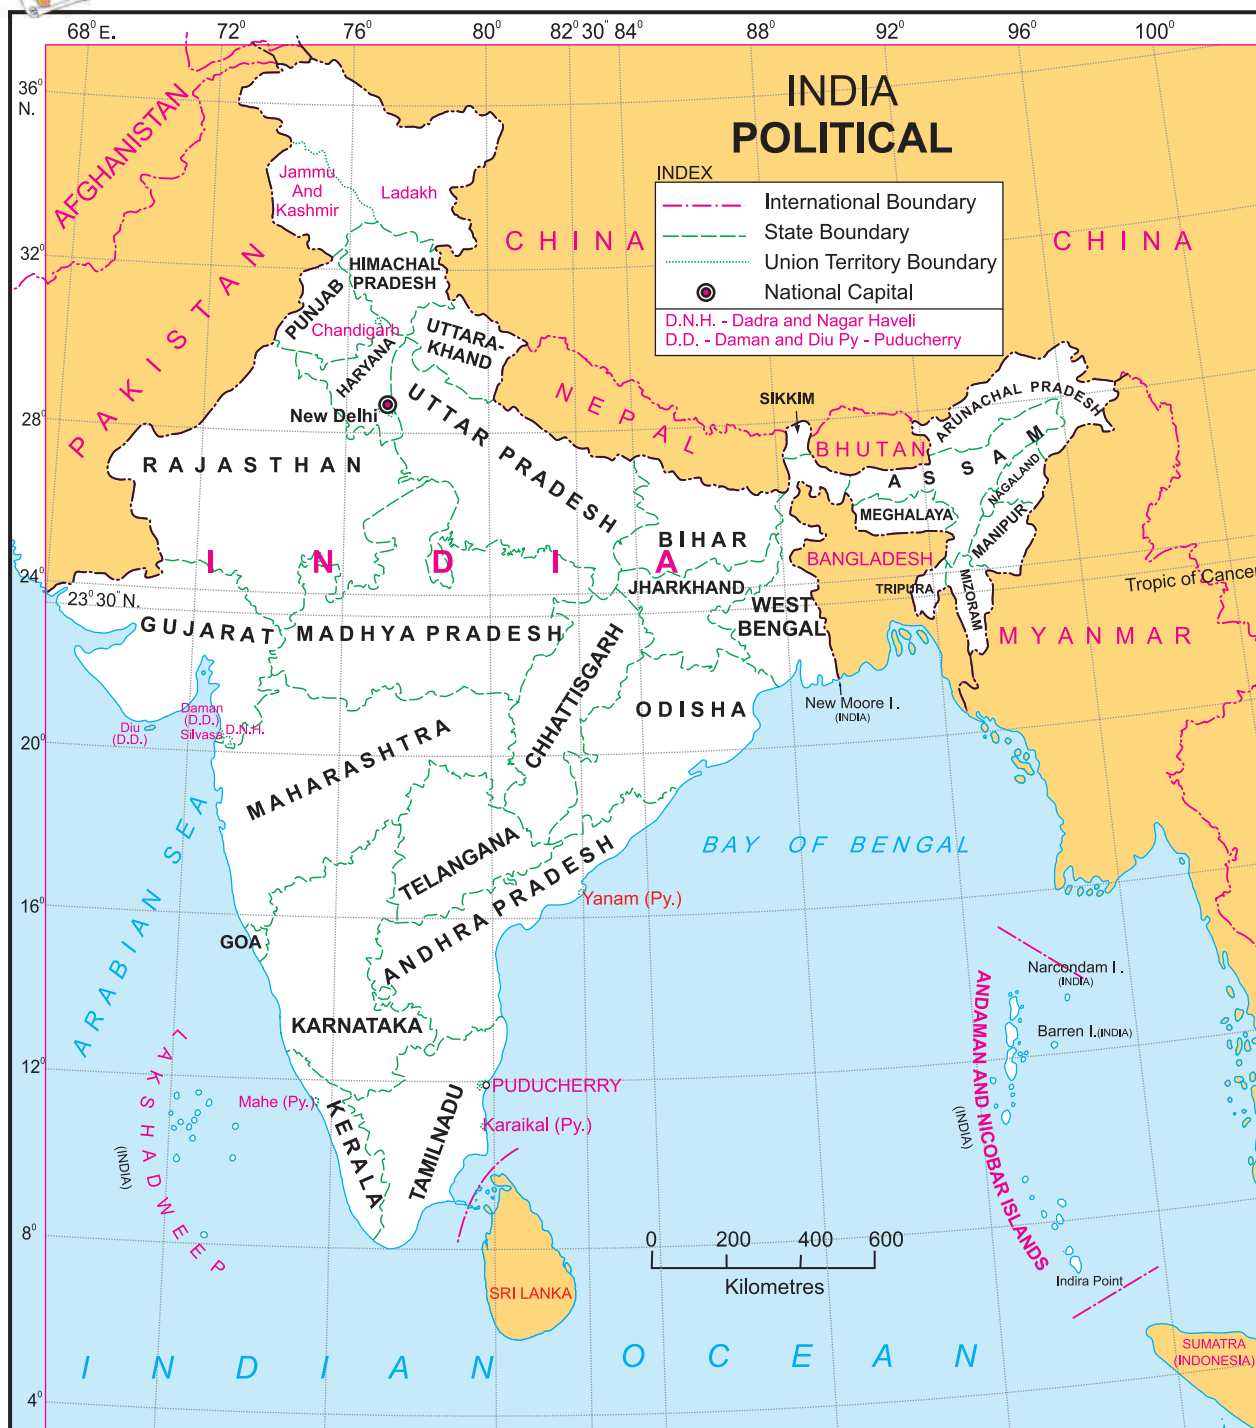 68° E.
72°
76°
80°
82°30'
84°
88°
92°
96°
100°
36°
N.
32°
28°
24°
23°30' N.
20°
16°
12°
8°
4°
INDIA
POLITICAL
INDEX
International Boundary
State Boundary
Union Territory Boundary
National Capital
D.N.H. - Dadra and Nagar Haveli
D.D. - Daman and Diu Py - Puducherry
AFGHANISTAN
PAKISTAN
CHINA
CHINA
NEPAL
BHUTAN
BANGLADESH
MYANMAR
Tropic of Cancer
Jammu
And
Kashmir
Ladakh
HIMACHAL
PRADESH
PUNJAB
Chandigarh
UTTARA-
KHAND
HARYANA
New Delhi
UTTAR PRADESH
RAJASTHAN
SIKKIM
ARUNACHAL PRADESH
ASSAM
NAGALAND
MEGHALAYA
MANIPUR
BIHAR
INDIA
JHARKHAND
TRIPURA
MIZORAM
WEST
BENGAL
GUJARAT
MADHYA PRADESH
CHHATTISGARH
ODISHA
New Moore I.
(INDIA)
Daman
(D.D.)
Silvasa
D.N.H.
Diu
(D.D.)
MAHARASHTRA
TELANGANA
ANDHRA PRADESH
Yanam (Py.)
GOA
KARNATAKA
PUDUCHERRY
Mahe (Py.)
Karaikal (Py.)
KERALA
TAMILNADU
ARABIAN SEA
BAY OF BENGAL
LAKSHADWEEP
(INDIA)
Narcondam I.
(INDIA)
Barren I.(INDIA)
ANDAMAN AND NICOBAR ISLANDS
(INDIA)
Indira Point
0 200 400 600
Kilometres
SRI LANKA
SUMATRA
(INDONESIA)
INDIAN OCEAN